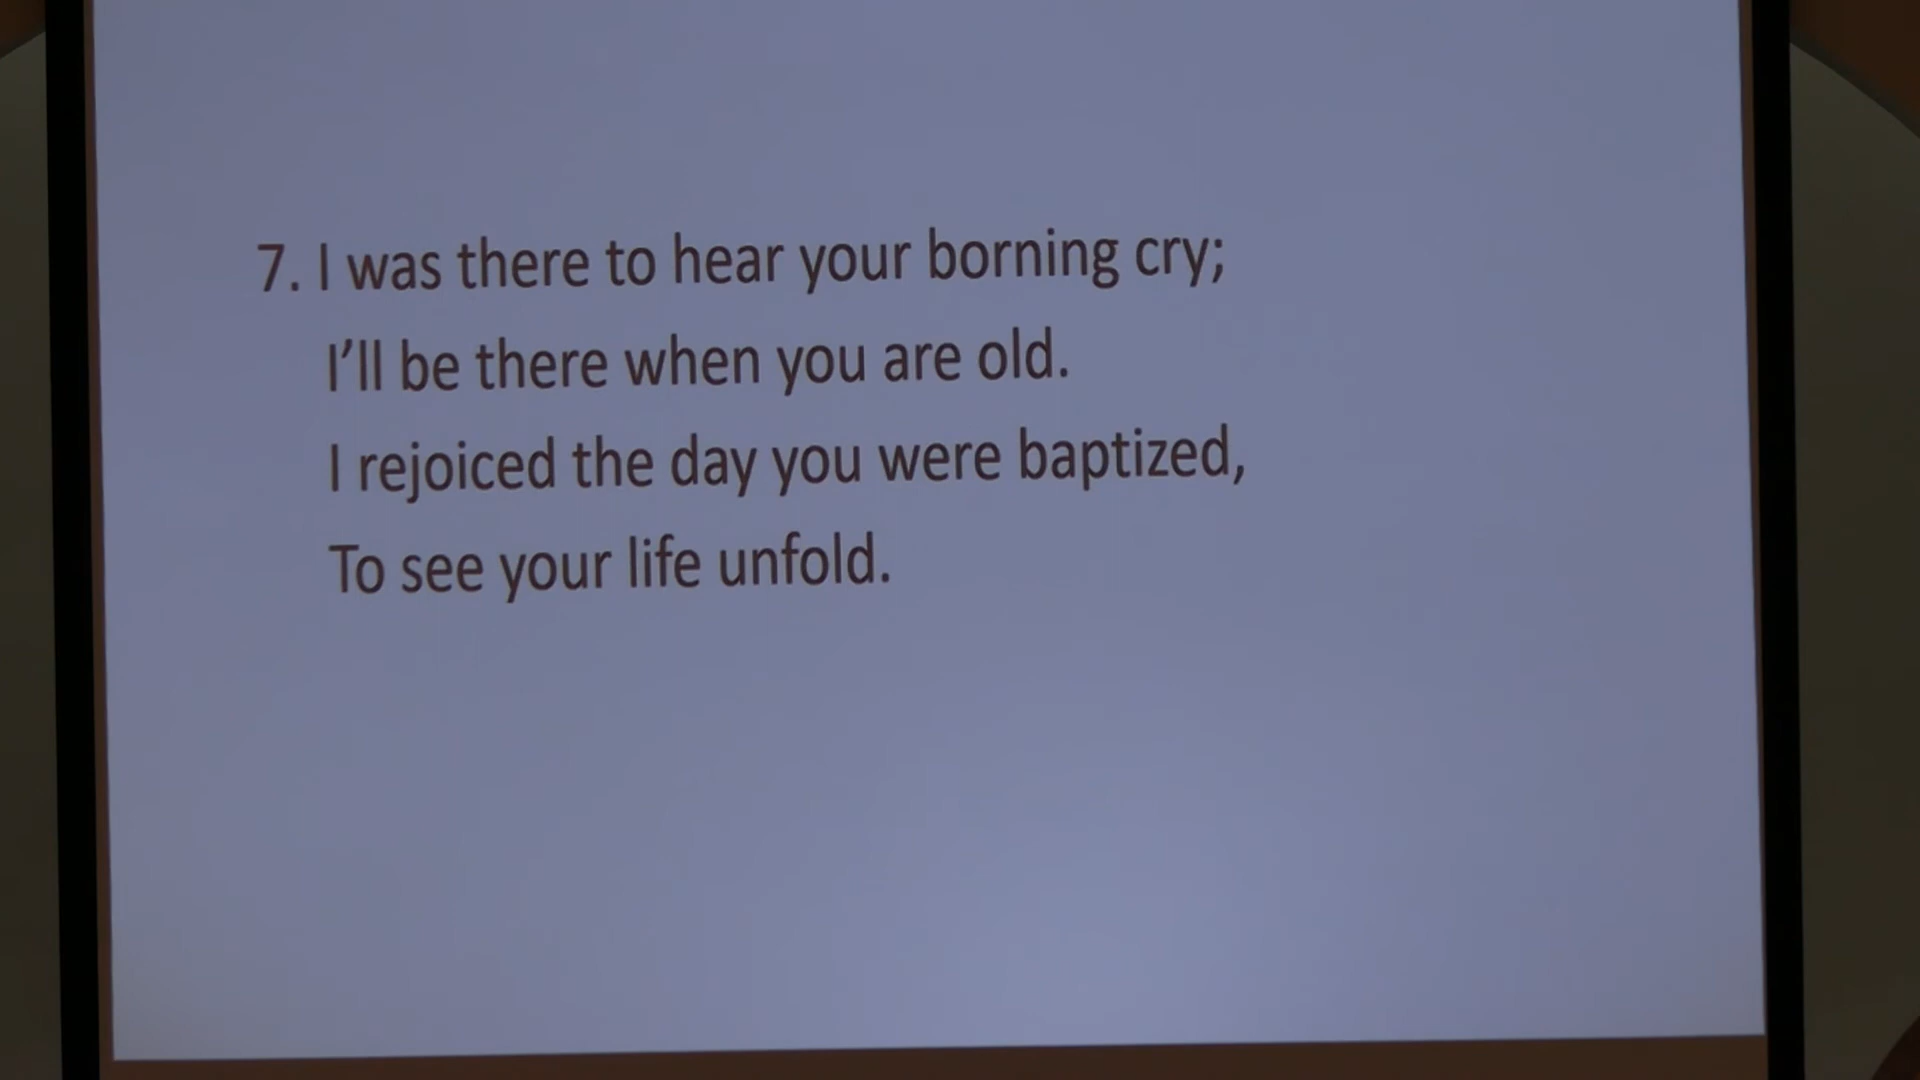 7. I was there to hear your borning cry;
I’ll be there when you are old.
I rejoiced the day you were baptized,
To see your life unfold.